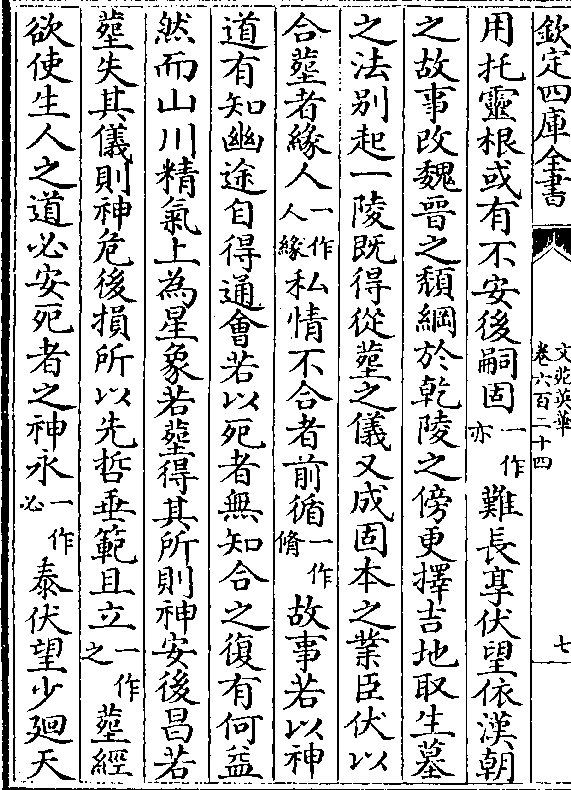 欽定四庫全書
文苑英華
卷六百二十四
七
用托靈根或有不安後嗣固一作亦難長享伏望依漢朝
之故事改魏晉之頹綱於乾陵之傍更擇吉地取生墓
之法别起一陵既得從塟之儀又成固本之業臣伏以
合塟者緣人一作人緣私情不合者前循一作脩故事若以神
道有知幽途自得通會若以死者無知合之復有何益
然而山川精氣上為星象若塟得其所則神安後昌若
塟失其儀則神危後損所以先哲垂範且立一作之塟經
欲使生人之道必安死者之神永一作必泰伏望少廻天